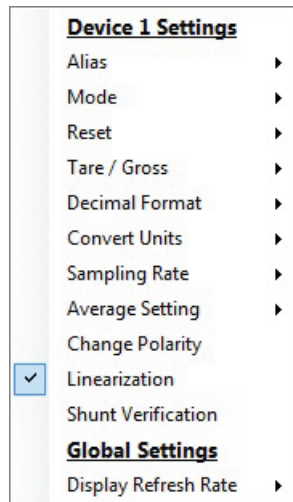 Device 1 Settings
Alias
Mode
Reset
Tare / Gross
Decimal Format
Convert Units
Sampling Rate
Average Setting
Change Polarity
Linearization
Shunt Verification
Global Settings
Display Refresh Rate